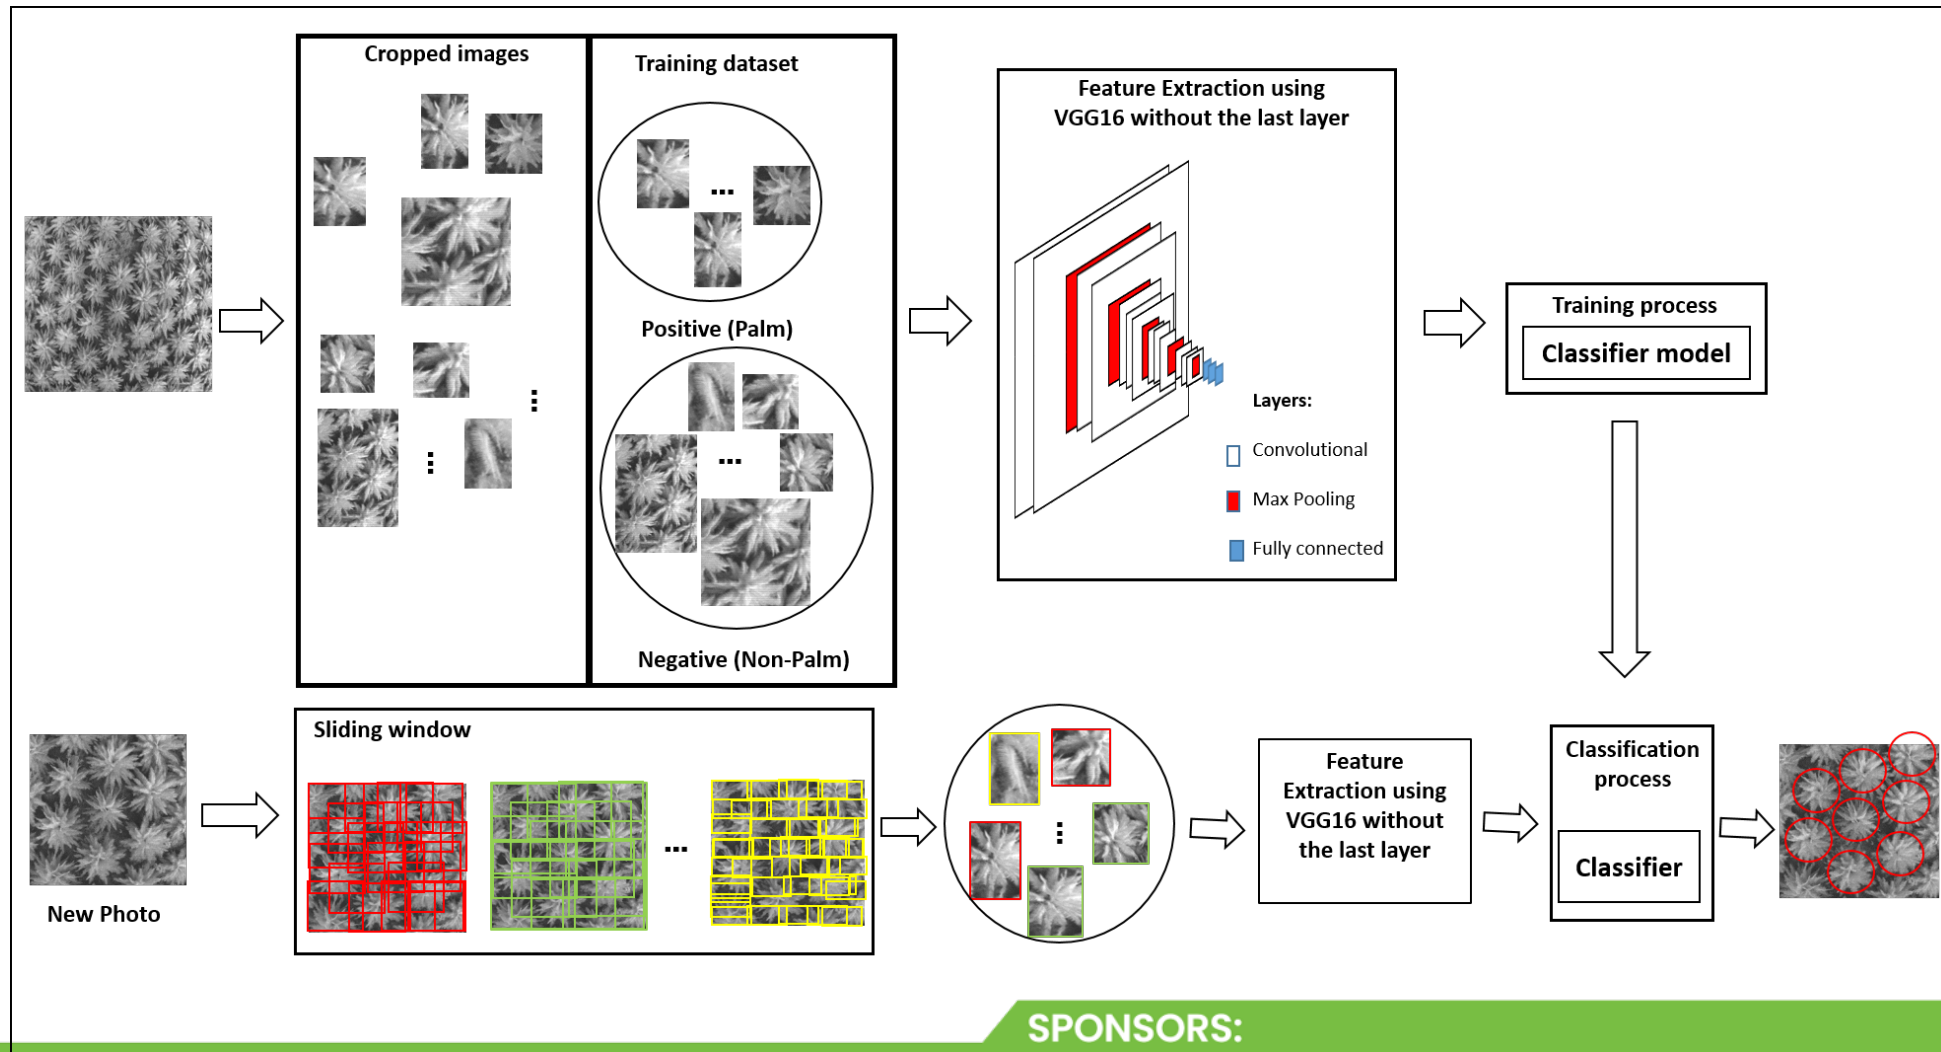 Cropped images
Training dataset
Positive (Palm)
Negative (Non-Palm)
Feature Extraction using
VGG16 without the last layer
Layers:
Convolutional
Max Pooling
Fully connected
Training process
Classifier model
New Photo
Sliding window
Feature
Extraction using
VGG16 without
the last layer
Classification
process
Classifier
SPONSORS: